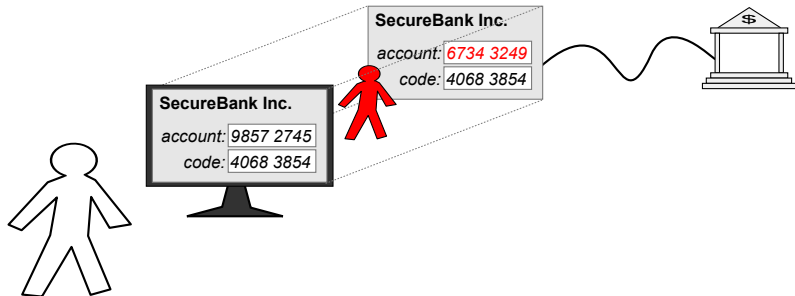 SecureBank Inc.
account: 6734 3249
code: 4068 3854
$
SecureBank Inc.
account: 9857 2745
code: 4068 3854